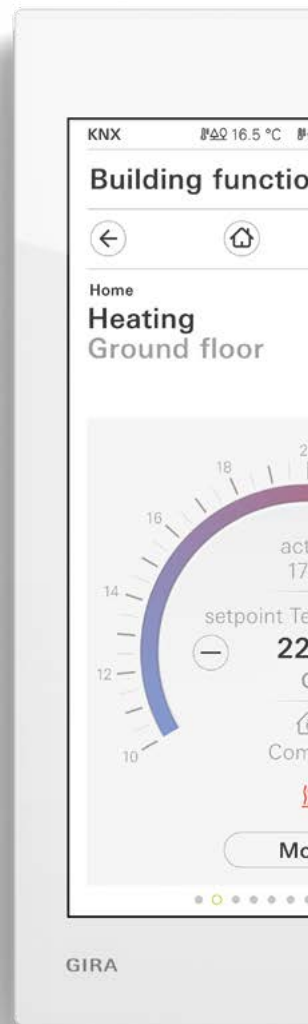 KNX 16.5 °C
Building functio
Home
Heating
Ground floor
2
18
16
act
17
14
setpoint Te
22
12
C
10
Com
Mo
GIRA